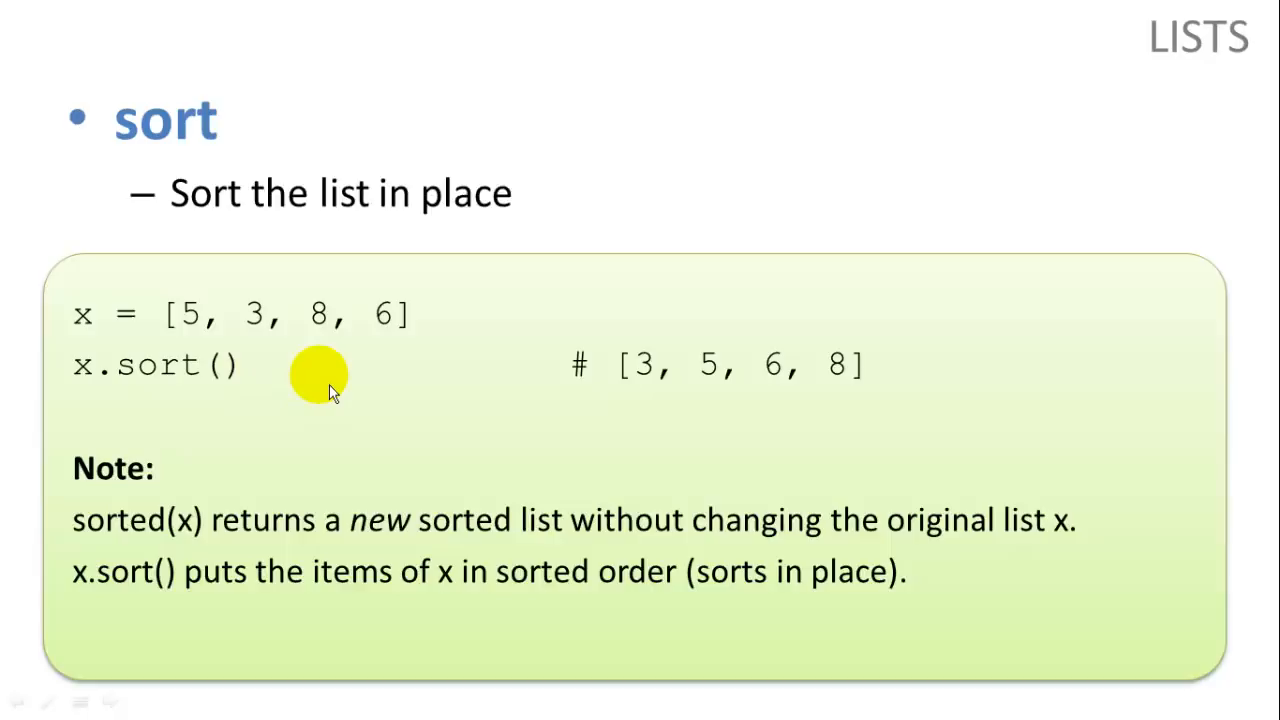 LISTS
• sort
– Sort the list in place
x = [5, 3, 8, 6]
x.sort() # [3, 5, 6, 8]
Note:
sorted(x) returns a new sorted list without changing the original list x.
x.sort() puts the items of x in sorted order (sorts in place).